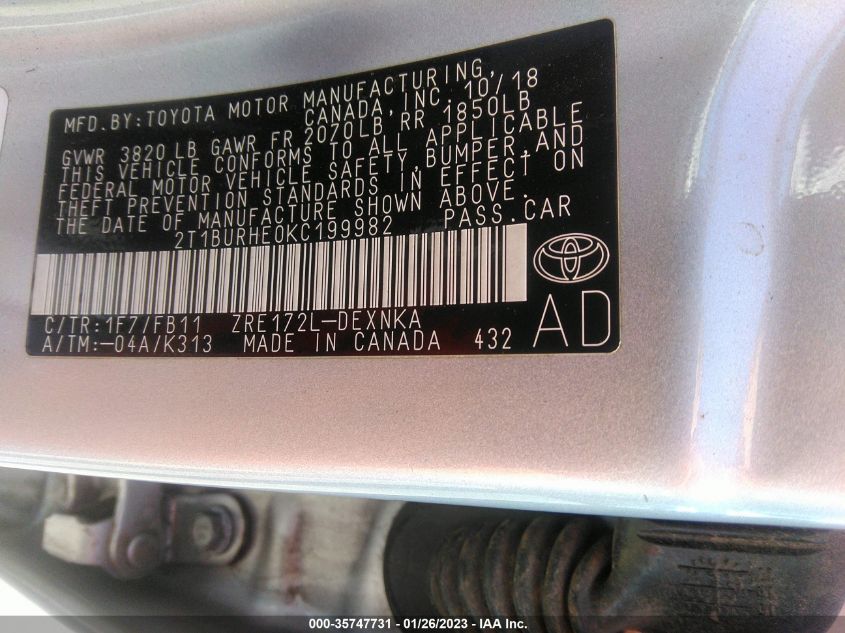 MFD.BY:TOYOTA MOTOR MANUFACTURING,
CANADA,INC. 10/18
GVWR 3820 LB GAWR FR 2070LB RR 1850LB
THIS VEHICLE CONFORMS TO ALL APPLICABLE
FEDERAL MOTOR VEHICLE SAFETY,BUMPER,AND
THEFT PREVENTION STANDARDS IN EFFECT ON
THE DATE OF MANUFACTURE SHOWN ABOVE.
2T1BURHE0KC199982 PASS.CAR
C/TR:1F7/FB11 ZRE172L-DEXNKA
A/TM:-04A/K313 MADE IN CANADA 432
AD
000-35747731 - 01/26/2023 - IAA Inc.